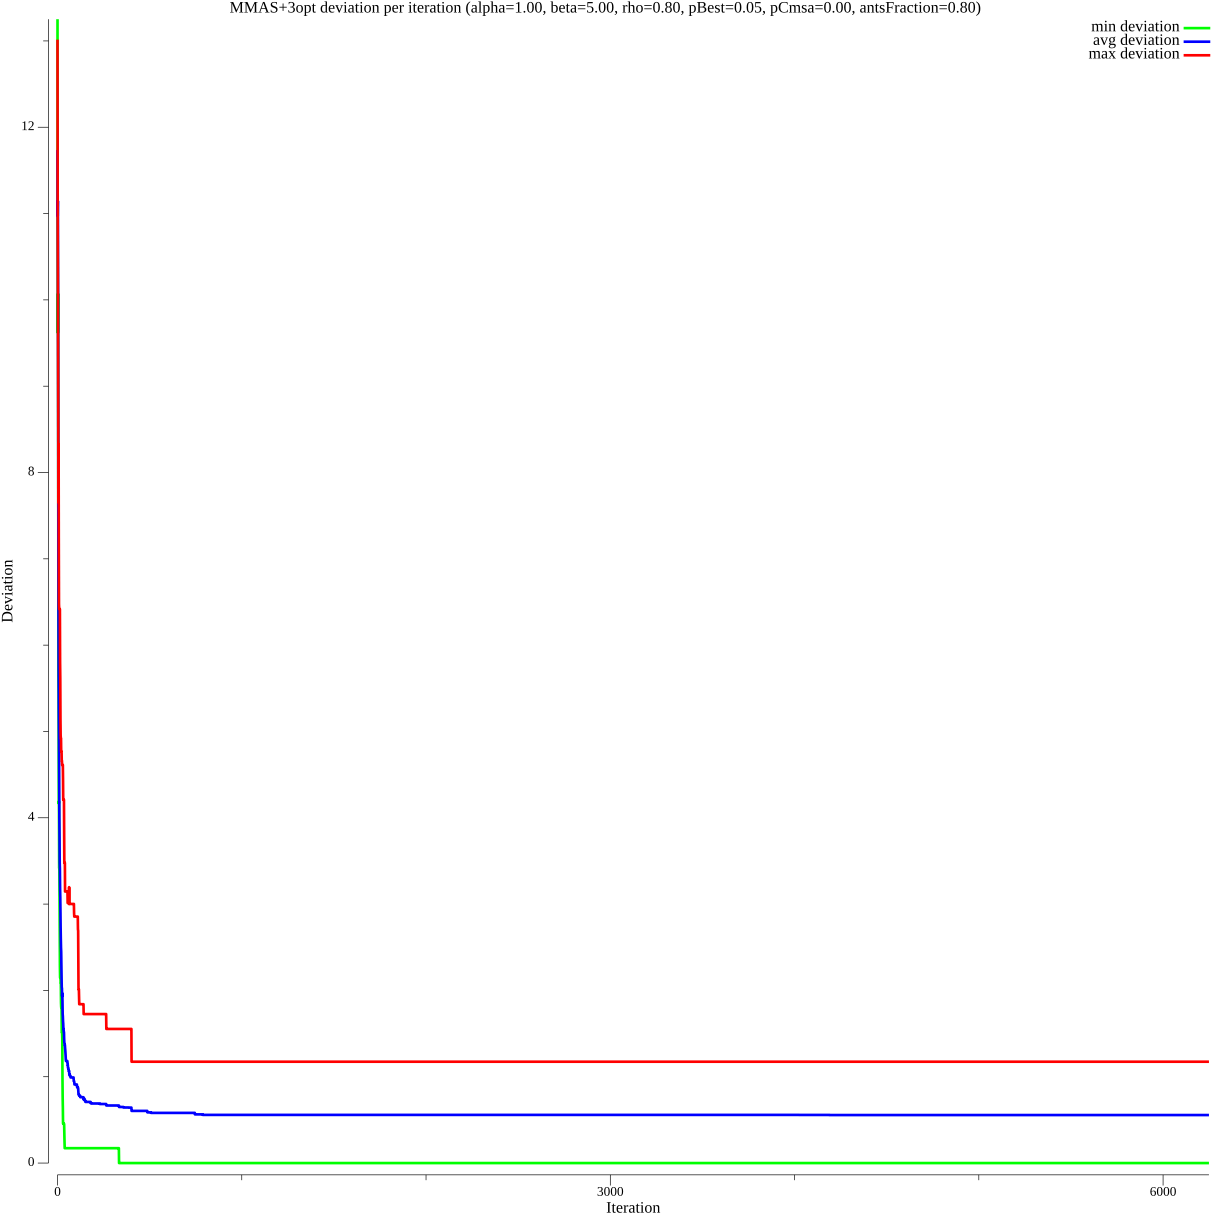 MMAS+3opt deviation per iteration (alpha=1.00, beta=5.00, rho=0.80, pBest=0.05, pCmsa=0.00, antsFraction=0.80)
min deviation
avg deviation
max deviation
12
8
4
0
Deviation
0
3000
6000
Iteration